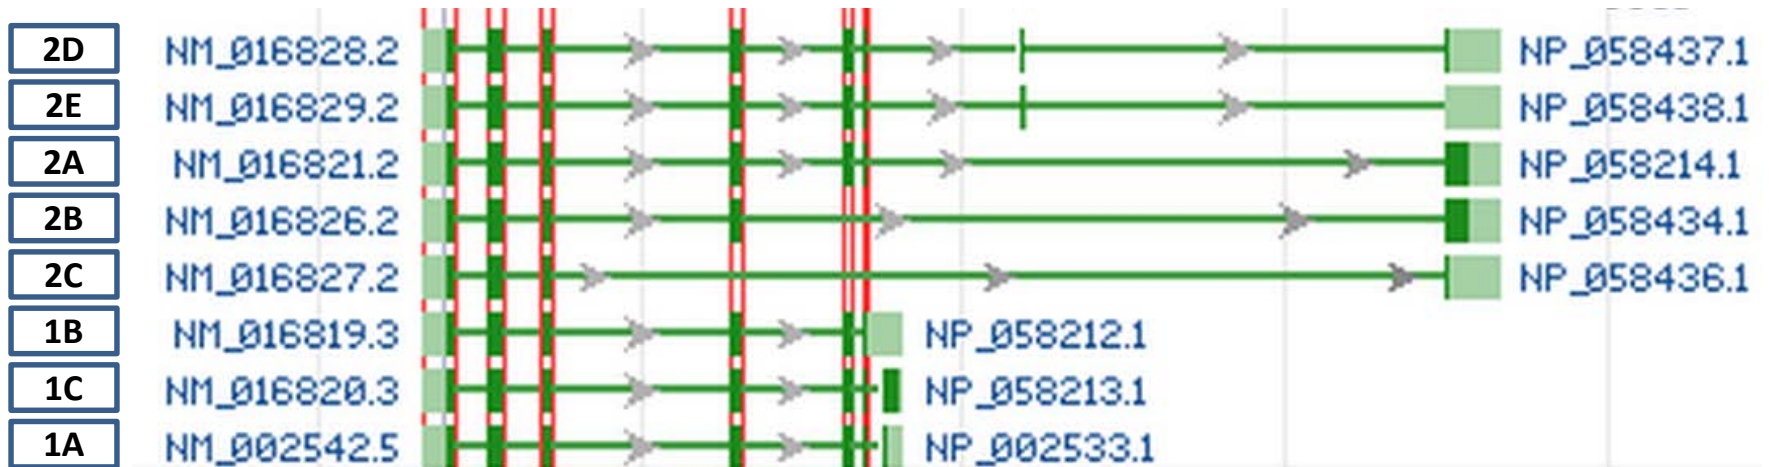 2D NM_016828.2 NP_058437.1
2E NM_016829.2 NP_058438.1
2A NM_016821.2 NP_058214.1
2B NM_016826.2 NP_058434.1
2C NM_016827.2 NP_058436.1
1B NM_016819.3 NP_058212.1
1C NM_016820.3 NP_058213.1
1A NM_002542.5 NP_002533.1